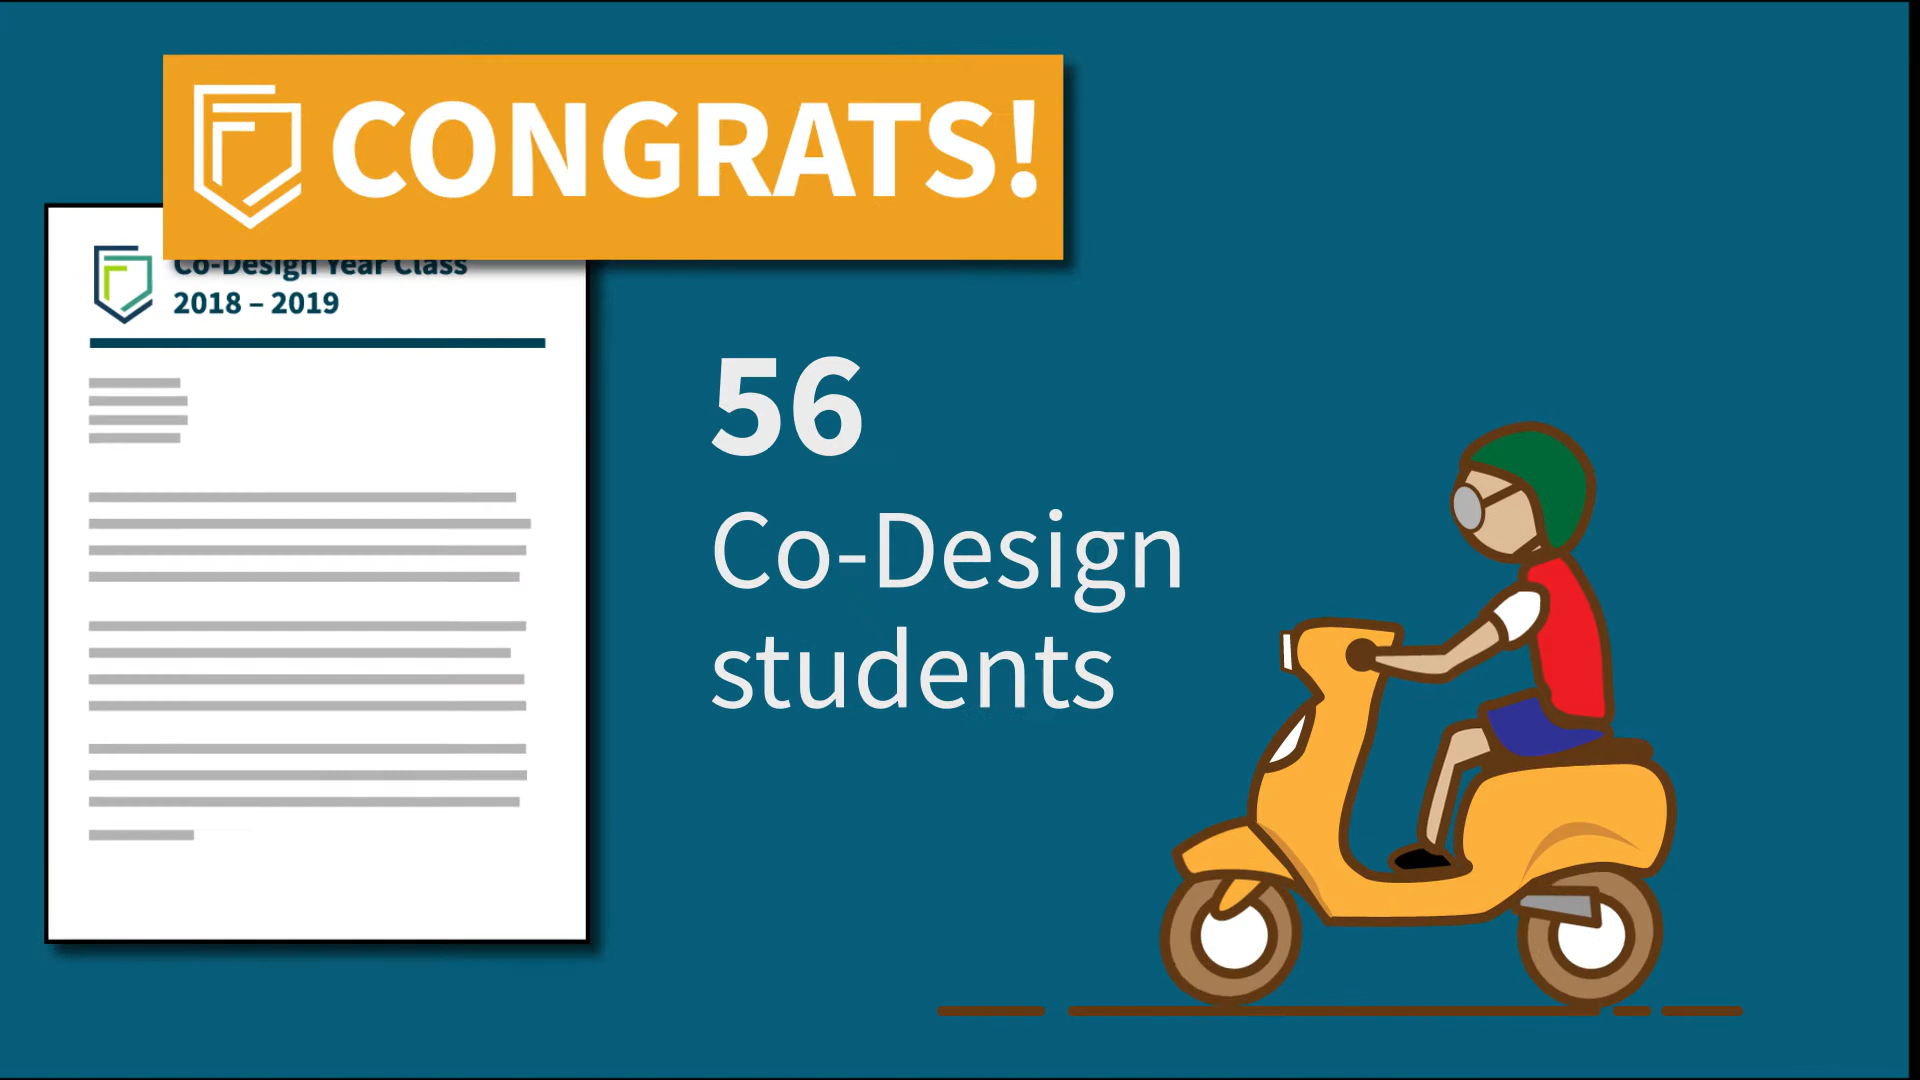 CONGRATS!
Co-Design Year Class
2018 – 2019
56
Co-Design
students